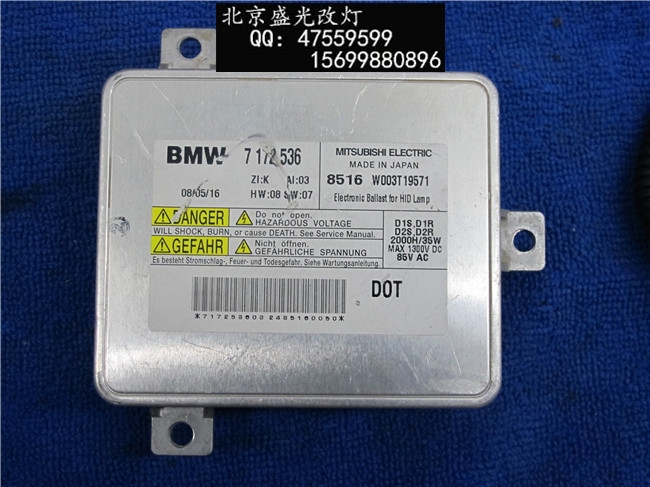 北京盛光改灯
QQ: 47559599
15699880896
BMW 7 172 536
ZI:K AI:03
08/05/16 HW:08 SW:07
MITSUBISHI ELECTRIC
MADE IN JAPAN
8516 W003T19571
Electronic Ballast for HID Lamp
DANGER Do not open.
HAZARDOUS VOLTAGE
WILL SHOCK, BURN, or cause DEATH. See Service Manual.
GEFAHR Nicht öffnen.
GEFÄHRLICHE SPANNUNG
Es besteht Stromschlag-, Feuer- und Todesgefahr. Siehe Wartungsanleitung.
D1S,D1R
D2S,D2R
2000H/35W
MAX 1300V DC
85V AC
DOT
*717253603 2485160050*